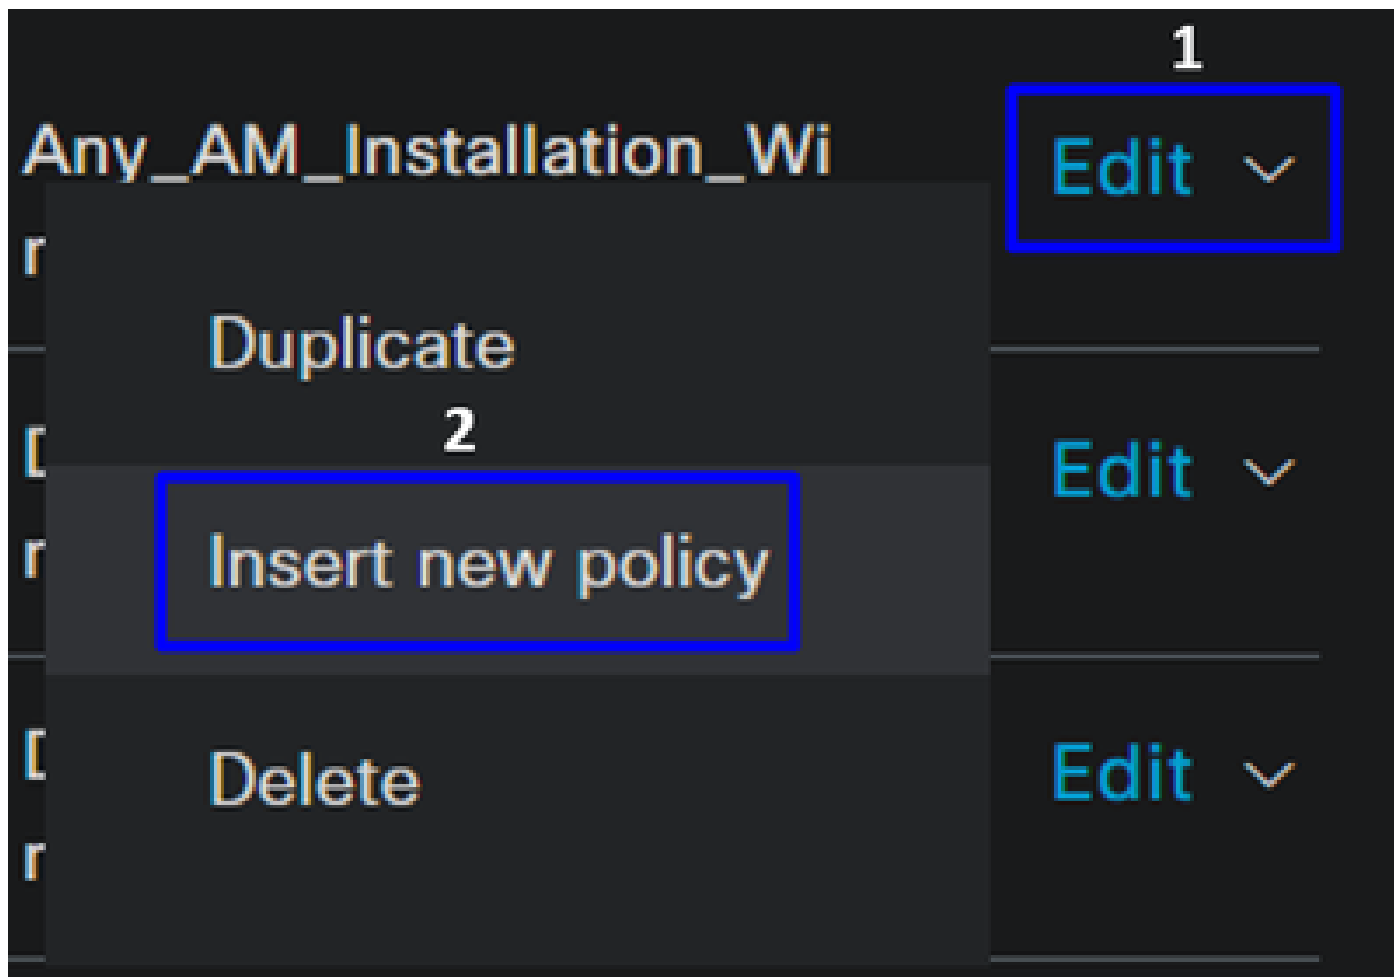 1
Any_AM_Installation_Wi
Edit
Duplicate
2
Edit
Insert new policy
Edit
Delete